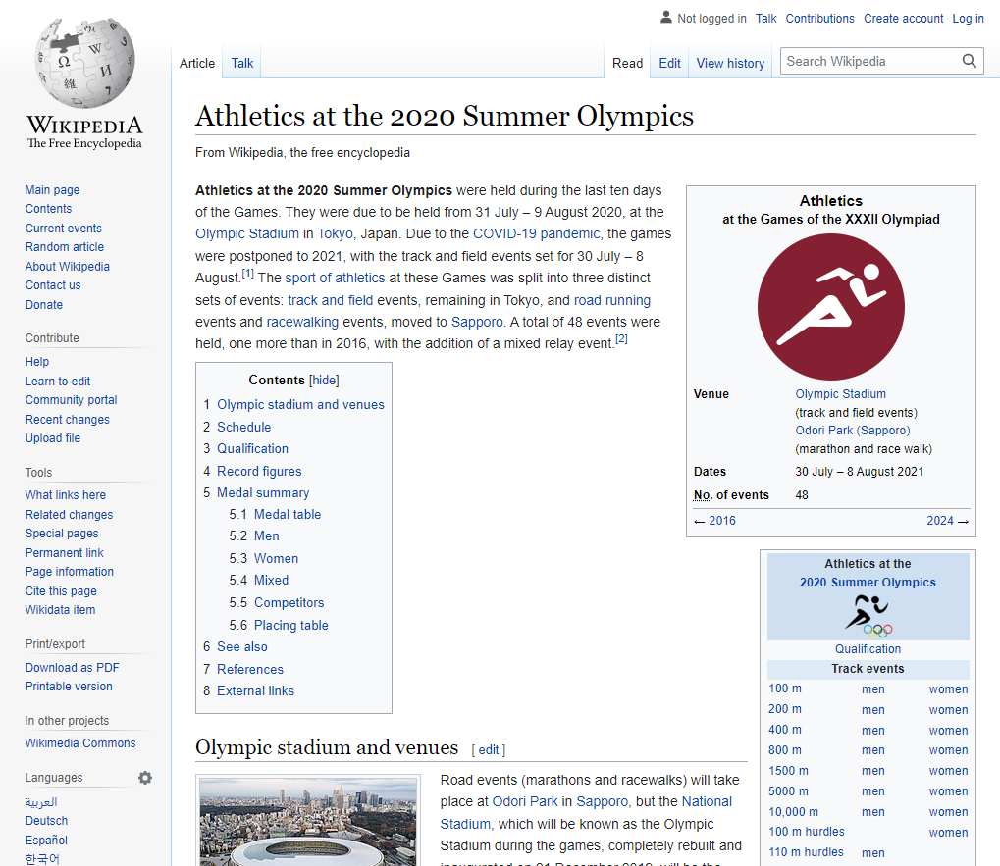 Not logged in Talk Contributions Create account Log in
Article Talk Read Edit View history Search Wikipedia
WIKIPEDIA
The Free Encyclopedia
Main page
Contents
Current events
Random article
About Wikipedia
Contact us
Donate
Contribute
Help
Learn to edit
Community portal
Recent changes
Upload file
Tools
What links here
Related changes
Special pages
Permanent link
Page information
Cite this page
Wikidata item
Print/export
Download as PDF
Printable version
In other projects
Wikimedia Commons
Languages
العربية
Deutsch
Español
한국어
Athletics at the 2020 Summer Olympics
From Wikipedia, the free encyclopedia
Athletics at the 2020 Summer Olympics were held during the last ten days
of the Games. They were due to be held from 31 July – 9 August 2020, at the
Olympic Stadium in Tokyo, Japan. Due to the COVID-19 pandemic, the games
were postponed to 2021, with the track and field events set for 30 July – 8
August.[1] The sport of athletics at these Games was split into three distinct
sets of events: track and field events, remaining in Tokyo, and road running
events and racewalking events, moved to Sapporo. A total of 48 events were
held, one more than in 2016, with the addition of a mixed relay event.[2]
Contents [hide]
1 Olympic stadium and venues
2 Schedule
3 Qualification
4 Record figures
5 Medal summary
5.1 Medal table
5.2 Men
5.3 Women
5.4 Mixed
5.5 Competitors
5.6 Placing table
6 See also
7 References
8 External links
Athletics
at the Games of the XXXII Olympiad
Venue Olympic Stadium
(track and field events)
Odori Park (Sapporo)
(marathon and race walk)
Dates 30 July – 8 August 2021
No. of events 48
← 2016 2024 →
Athletics at the
2020 Summer Olympics
Qualification
Track events
100 m men women
200 m men women
400 m men women
800 m men women
1500 m men women
5000 m men women
10,000 m men women
100 m hurdles women
110 m hurdles men
Olympic stadium and venues [ edit ]
Road events (marathons and racewalks) will take
place at Odori Park in Sapporo, but the National
Stadium, which will be known as the Olympic
Stadium during the games, completely rebuilt and